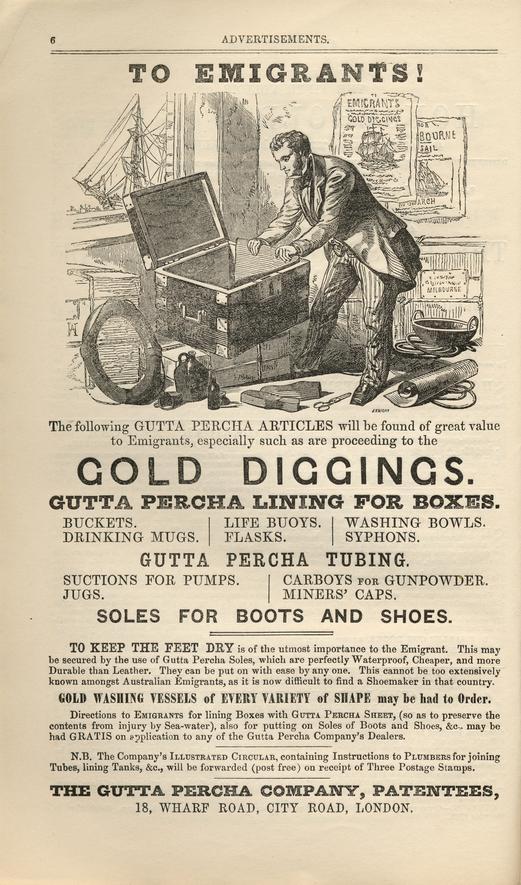 6
ADVERTISEMENTS.
TO EMIGRANTS!
EMIGRANTS
GOLD DIGGINGS
BOURNE
SAIL
MARCH
MELBOURNE
The following GUTTA PERCHA ARTICLES will be found of great value
to Emigrants, especially such as are proceeding to the
GOLD DIGGINGS.
GUTTA PERCHA LINING FOR BOXES.
BUCKETS. | LIFE BUOYS. | WASHING BOWLS.
DRINKING MUGS. | FLASKS. | SYPHONS.
GUTTA PERCHA TUBING.
SUCTIONS FOR PUMPS. | CARBOYS FOR GUNPOWDER.
JUGS. | MINERS' CAPS.
SOLES FOR BOOTS AND SHOES.
TO KEEP THE FEET DRY is of the utmost importance to the Emigrant. This may
be secured by the use of Gutta Percha Soles, which are perfectly Waterproof, Cheaper, and more
Durable than Leather. They can be put on with ease by any one. This cannot be too extensively
known amongst Australian Emigrants, as it is now difficult to find a Shoemaker in that country.
GOLD WASHING VESSELS of EVERY VARIETY of SHAPE may be had to Order.
Directions to EMIGRANTS for lining Boxes with GUTTA PERCHA SHEET, (so as to preserve the
contents from injury by Sea-water), also for putting on Soles of Boots and Shoes, &c. may be
had GRATIS on application to any of the Gutta Percha Company's Dealers.
N.B. The Company's ILLUSTRATED CIRCULAR, containing Instructions to PLUMBERS for joining
Tubes, lining Tanks, &c., will be forwarded (post free) on receipt of Three Postage Stamps.
THE GUTTA PERCHA COMPANY, PATENTEES,
18, WHARF ROAD, CITY ROAD, LONDON.